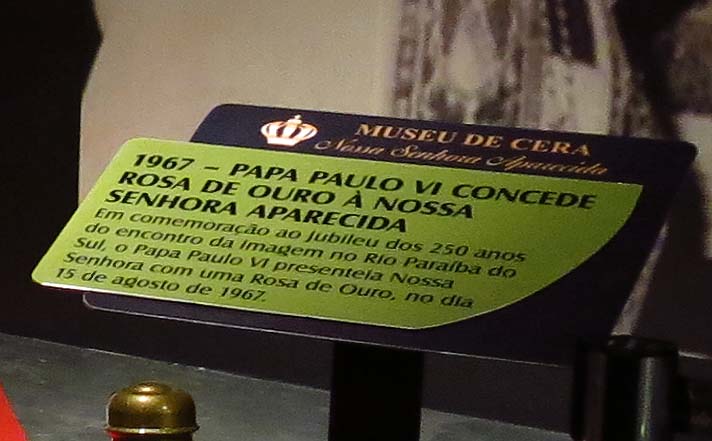 MUSEU DE CERA
Nossa Senhora Aparecida
1967 – PAPA PAULO VI CONCEDE
ROSA DE OURO À NOSSA
SENHORA APARECIDA
Em comemoração ao Jubileu dos 250 anos
do encontro da Imagem no Rio Paraíba do
Sul, o Papa Paulo VI presenteia Nossa
Senhora com uma Rosa de Ouro, no dia
15 de agosto de 1967.